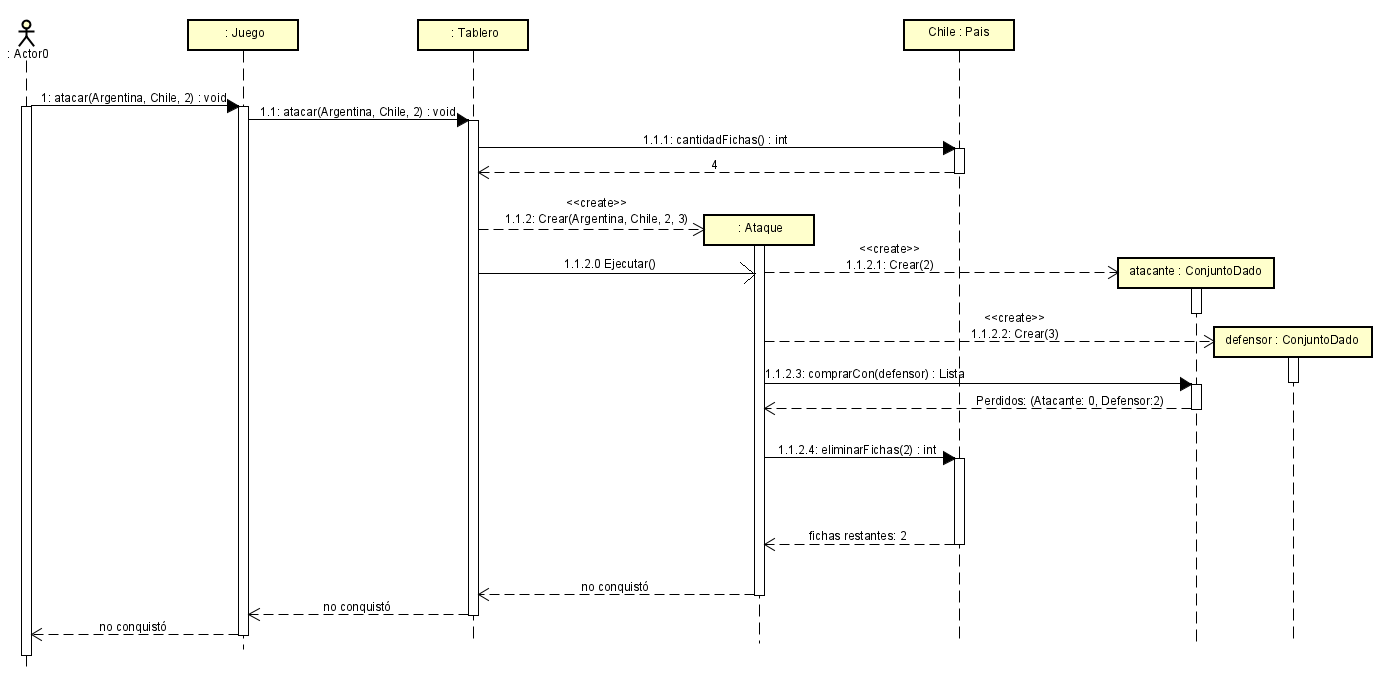 : Juego
: Tablero
Chile : Pais
: Actor0
1: atacar(Argentina, Chile, 2) : void
1.1: atacar(Argentina, Chile, 2) : void
1.1.1: cantidadFichas() : int
4
<<create>>
1.1.2: Crear(Argentina, Chile, 2, 3)
: Ataque
<<create>>
1.1.2.0 Ejecutar()
1.1.2.1: Crear(2)
atacante : ConjuntoDado
<<create>>
1.1.2.2: Crear(3)
defensor : ConjuntoDado
1.1.2.3: comprarCon(defensor) : Lista
Perdidos: (Atacante: 0, Defensor:2)
1.1.2.4: eliminarFichas(2) : int
fichas restantes: 2
no conquistó
no conquistó
no conquistó